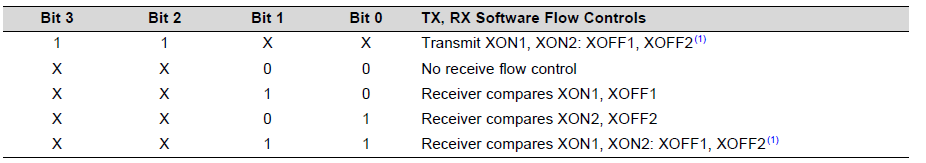 Bit 3 Bit 2 Bit 1 Bit 0 TX, RX Software Flow Controls
1 1 X X Transmit XON1, XON2: XOFF1, XOFF2(1)
X X 0 0 No receive flow control
X X 1 0 Receiver compares XON1, XOFF1
X X 0 1 Receiver compares XON2, XOFF2
X X 1 1 Receiver compares XON1, XON2: XOFF1, XOFF2(1)